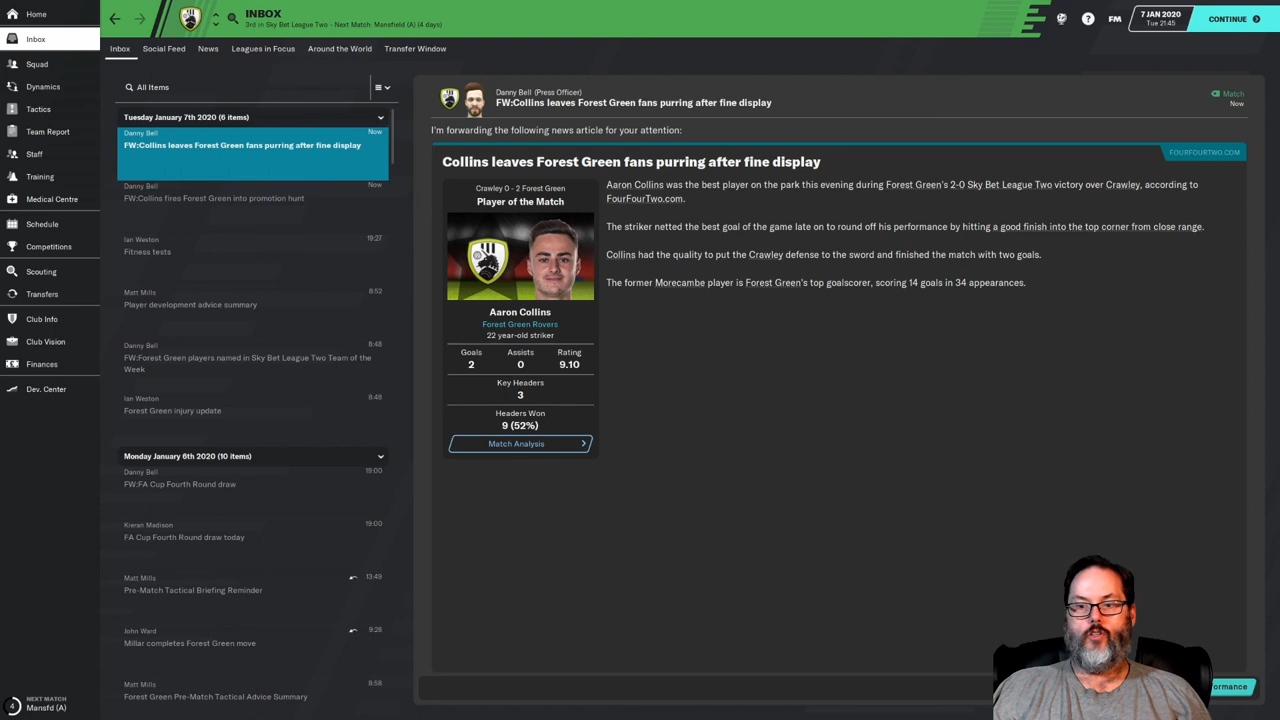 Home
Inbox
Squad
Dynamics
Tactics
Team Report
Staff
Training
Medical Centre
Schedule
Competitions
Scouting
Transfers
Club Info
Club Vision
Finances
Dev. Center
4
NEXT MATCH
Mansfd (A)
INBOX
3rd in Sky Bet League Two - Next Match: Mansfield (A) (4 days)
FM
7 JAN 2020
Tue 21:45
CONTINUE
Inbox
Social Feed
News
Leagues in Focus
Around the World
Transfer Window
All Items
Tuesday January 7th 2020 (6 items)
Danny Bell
Now
FW:Collins leaves Forest Green fans purring after fine display
Danny Bell
Now
FW:Collins fires Forest Green into promotion hunt
Ian Weston
19:27
Fitness tests
Matt Mills
8:52
Player development advice summary
Danny Bell
8:48
FW:Forest Green players named in Sky Bet League Two Team of the
Week
Ian Weston
8:48
Forest Green injury update
Monday January 6th 2020 (10 items)
Danny Bell
19:00
FW:FA Cup Fourth Round draw
Kieran Madison
19:00
FA Cup Fourth Round draw today
Matt Mills
13:49
Pre-Match Tactical Briefing Reminder
John Ward
9:28
Millar completes Forest Green move
Matt Mills
8:58
Forest Green Pre-Match Tactical Advice Summary
Danny Bell (Press Officer)
FW:Collins leaves Forest Green fans purring after fine display
Match
Now
I'm forwarding the following news article for your attention:
Collins leaves Forest Green fans purring after fine display
FOURFOURTWO.COM
Crawley 0 - 2 Forest Green
Player of the Match
Aaron Collins
Forest Green Rovers
22 year-old striker
Goals
Assists
Rating
2
0
9.10
Key Headers
3
Headers Won
9 (52%)
Match Analysis
Aaron Collins was the best player on the park this evening during Forest Green's 2-0 Sky Bet League Two victory over Crawley, according to
FourFourTwo.com.
The striker netted the best goal of the game late on to round off his performance by hitting a good finish into the top corner from close range.
Collins had the quality to put the Crawley defense to the sword and finished the match with two goals.
The former Morecambe player is Forest Green's top goalscorer, scoring 14 goals in 34 appearances.